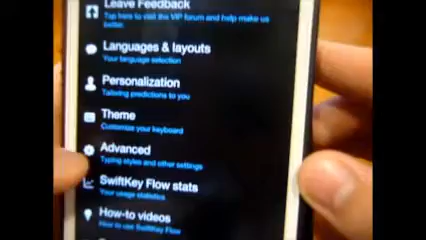 Leave Feedback
Tap here to visit the VIP forum and help make us
better.
Languages & layouts
Your language selection
Personalization
Tailoring predictions to you
Theme
Customize your keyboard
Advanced
Typing styles and other settings
SwiftKey Flow stats
Your usage statistics
How-to videos
How to use SwiftKey Flow